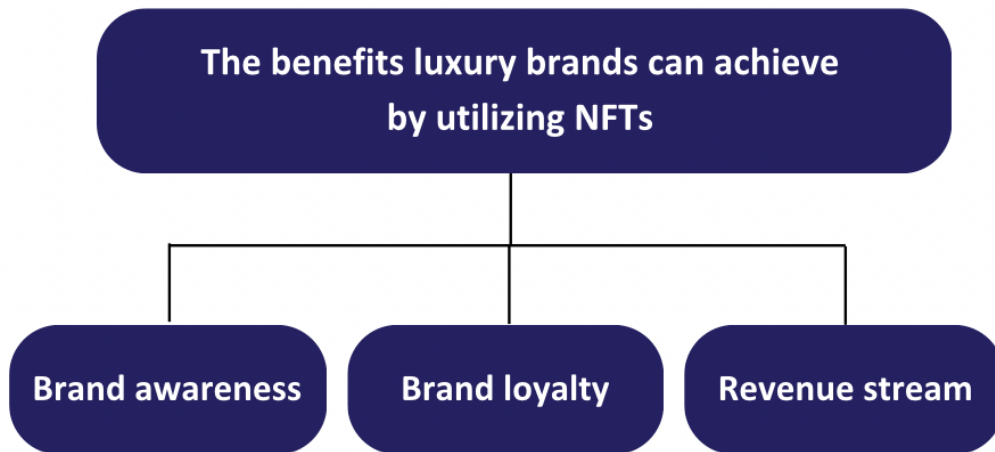 The benefits luxury brands can achieve
by utilizing NFTs
Brand awareness
Brand loyalty
Revenue stream